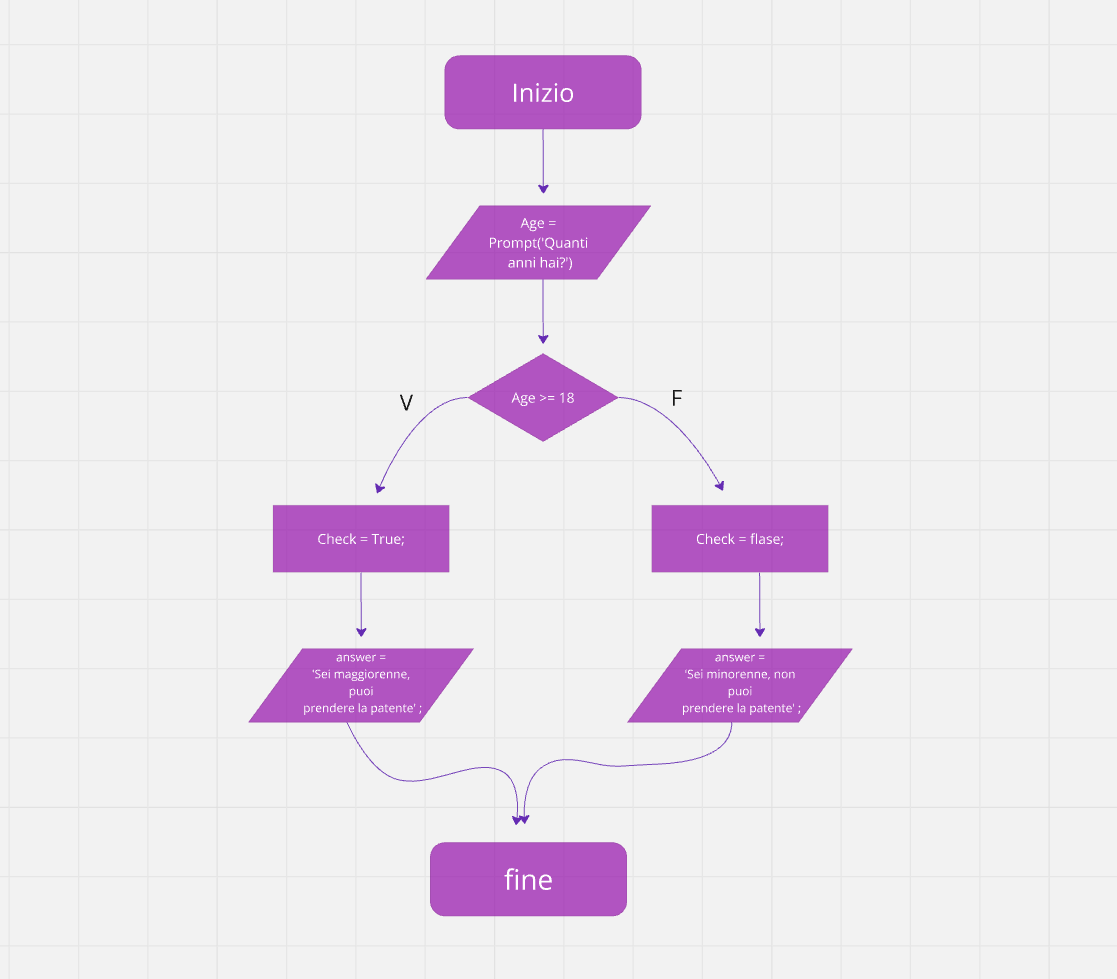 Inizio
Age =
Prompt('Quanti
anni hai?')
V
F
Age >= 18
Check = True;
Check = flase;
answer =
'Sei maggiorenne,
puoi
prendere la patente' ;
answer =
'Sei minorenne, non
puoi
prendere la patente' ;
fine